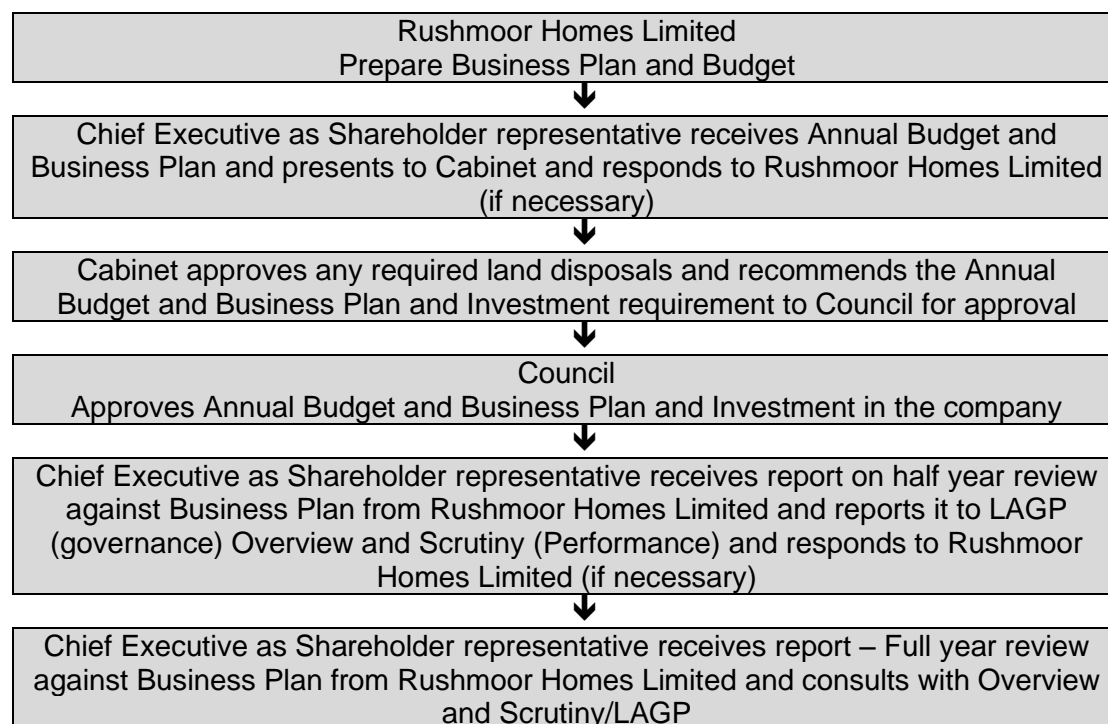 Rushmoor Homes Limited
Prepare Business Plan and Budget
Chief Executive as Shareholder representative receives Annual Budget and
Business Plan and presents to Cabinet and responds to Rushmoor Homes Limited
(if necessary)
Cabinet approves any required land disposals and recommends the Annual
Budget and Business Plan and Investment requirement to Council for approval
Council
Approves Annual Budget and Business Plan and Investment in the company
Chief Executive as Shareholder representative receives report on half year review
against Business Plan from Rushmoor Homes Limited and reports it to LAGP
(governance) Overview and Scrutiny (Performance) and responds to Rushmoor
Homes Limited (if necessary)
Chief Executive as Shareholder representative receives report – Full year review
against Business Plan from Rushmoor Homes Limited and consults with Overview
and Scrutiny/LAGP